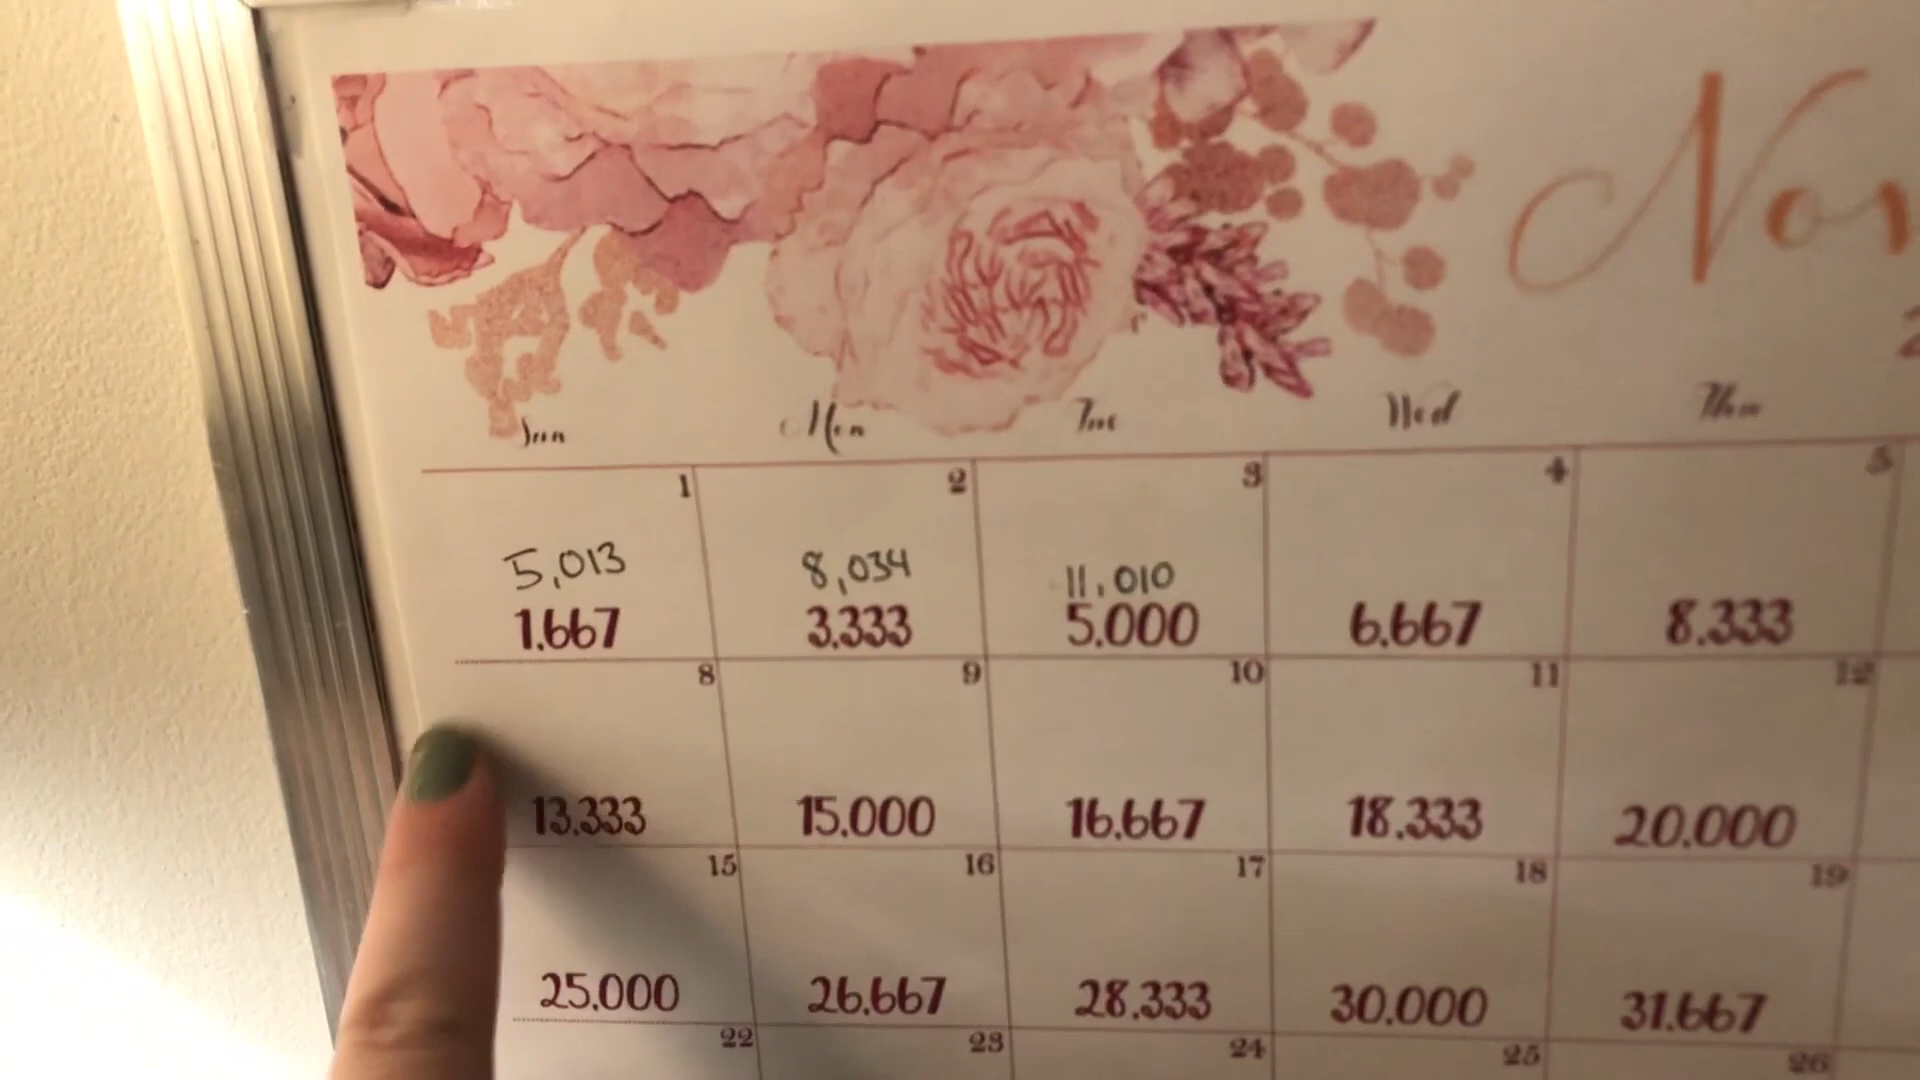 Nov
Sun Mon Tue Wed Thu
1 2 3 4 5
5,013 8,034 11,010
1,667 3,333 5,000 6,667 8,333
8 9 10 11 12
13,333 15,000 16,667 18,333 20,000
15 16 17 18 19
25,000 26,667 28,333 30,000 31,667
22 23 24 25 26